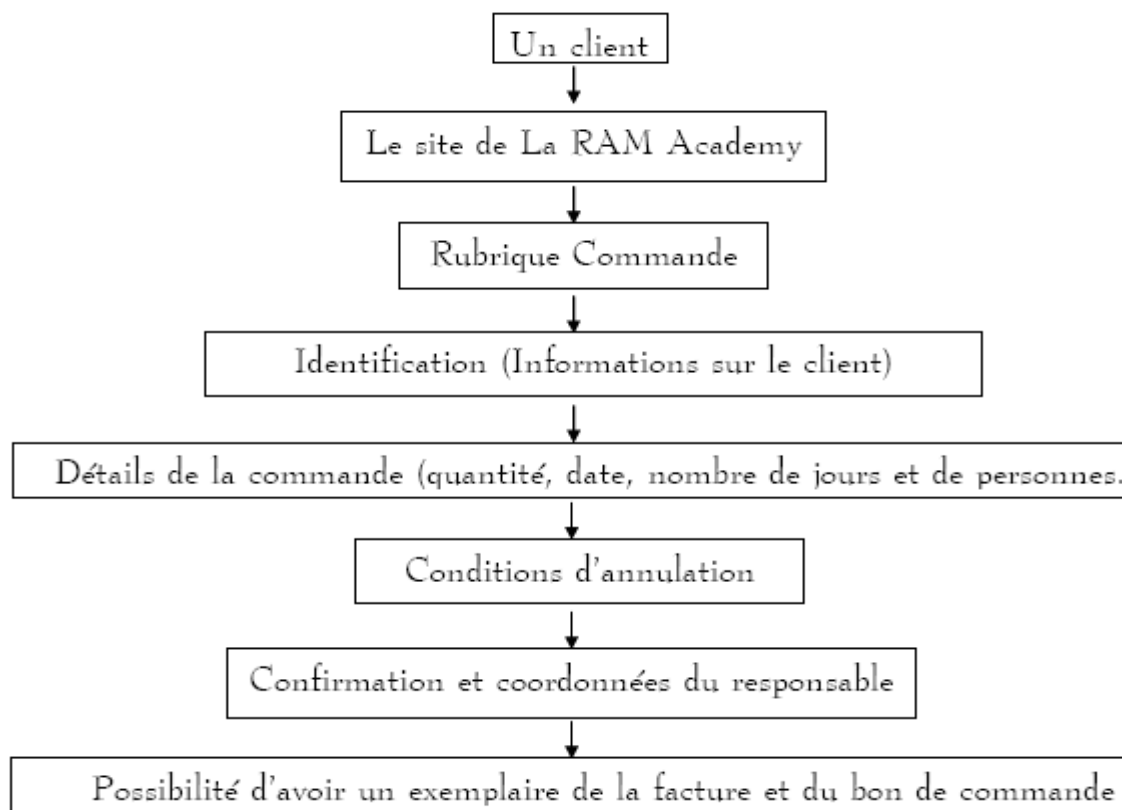 Un client
Le site de La RAM Academy
Rubrique Commande
Identification (Informations sur le client)
Détails de la commande (quantité, date, nombre de jours et de personnes.
Conditions d'annulation
Confirmation et coordonnées du responsable
Possibilité d'avoir un exemplaire de la facture et du bon de commande